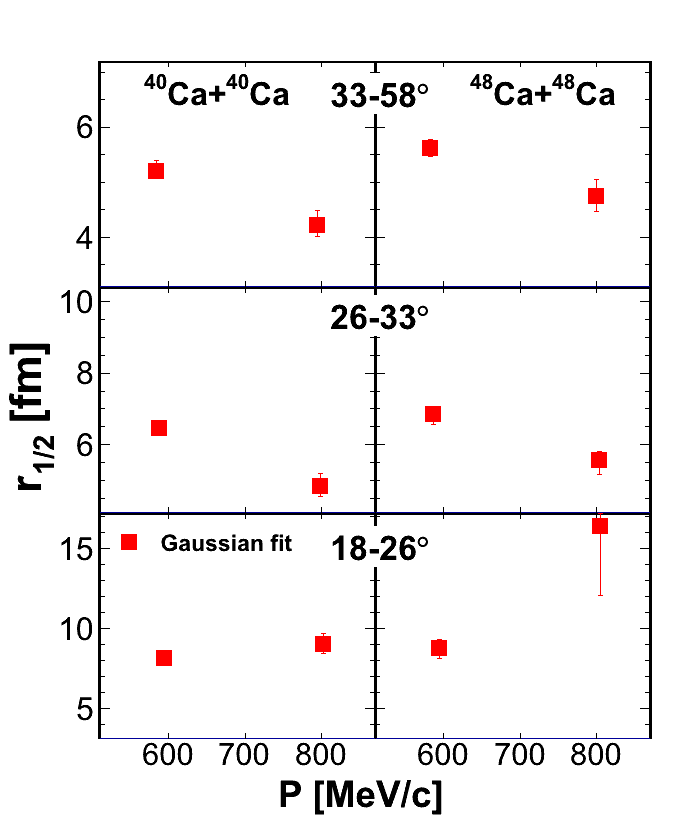 ⁴⁰Ca+⁴⁰Ca 33-58° ⁴⁸Ca+⁴⁸Ca
6
4
26-33°
10
8
6
Gaussian fit 18-26°
15
10
5
r1/2 [fm]
600 700 800 600 700 800
P [MeV/c]